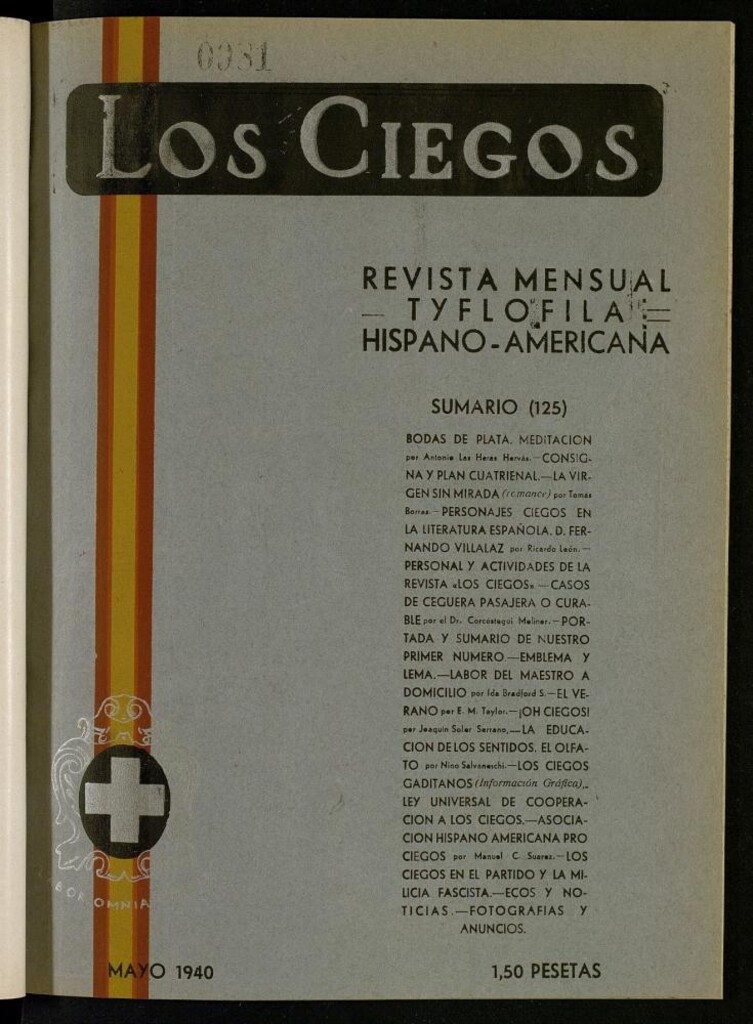 0031
LOS CIEGOS
REVISTA MENSUAL
TYFLOFILA
HISPANO-AMERICANA
SUMARIO (125)
BODAS DE PLATA. MEDITACION
por Antonio Las Heras Hervás.—CONSIG-
NA Y PLAN CUATRIENAL.—LA VIR-
GEN SIN MIRADA (romance) por Tomás
Borras.—PERSONAJES CIEGOS EN
LA LITERATURA ESPAÑOLA. D. FER-
NANDO VILLALAZ por Ricardo León.—
PERSONAL Y ACTIVIDADES DE LA
REVISTA «LOS CIEGOS».—CASOS
DE CEGUERA PASAJERA O CURA-
BLE por el Dr. Corcostegui Moliner.—POR-
TADA Y SUMARIO DE NUESTRO
PRIMER NUMERO—EMBLEMA Y
LEMA.—LABOR DEL MAESTRO A
DOMICILIO por Ida Bradford S.—EL VE-
RANO por E. M. Taylor.—¡OH CIEGOS!
por Joaquin Soler Serrano.—LA EDUCA-
CION DE LOS SENTIDOS. EL OLFA-
TO por Nino Salvaneschi.—LOS CIEGOS
GADITANOS (Información Gráfica).-
LEY UNIVERSAL DE COOPERA-
CION A LOS CIEGOS.—ASOCIA-
CION HISPANO AMERICANA PRO
CIEGOS por Manuel C. Suarez.—LOS
CIEGOS EN EL PARTIDO Y LA MI-
LICIA FASCISTA.—ECOS Y NO-
TICIAS.—FOTOGRAFIAS Y
ANUNCIOS.
OMNIA
MAYO 1940
1,50 PESETAS